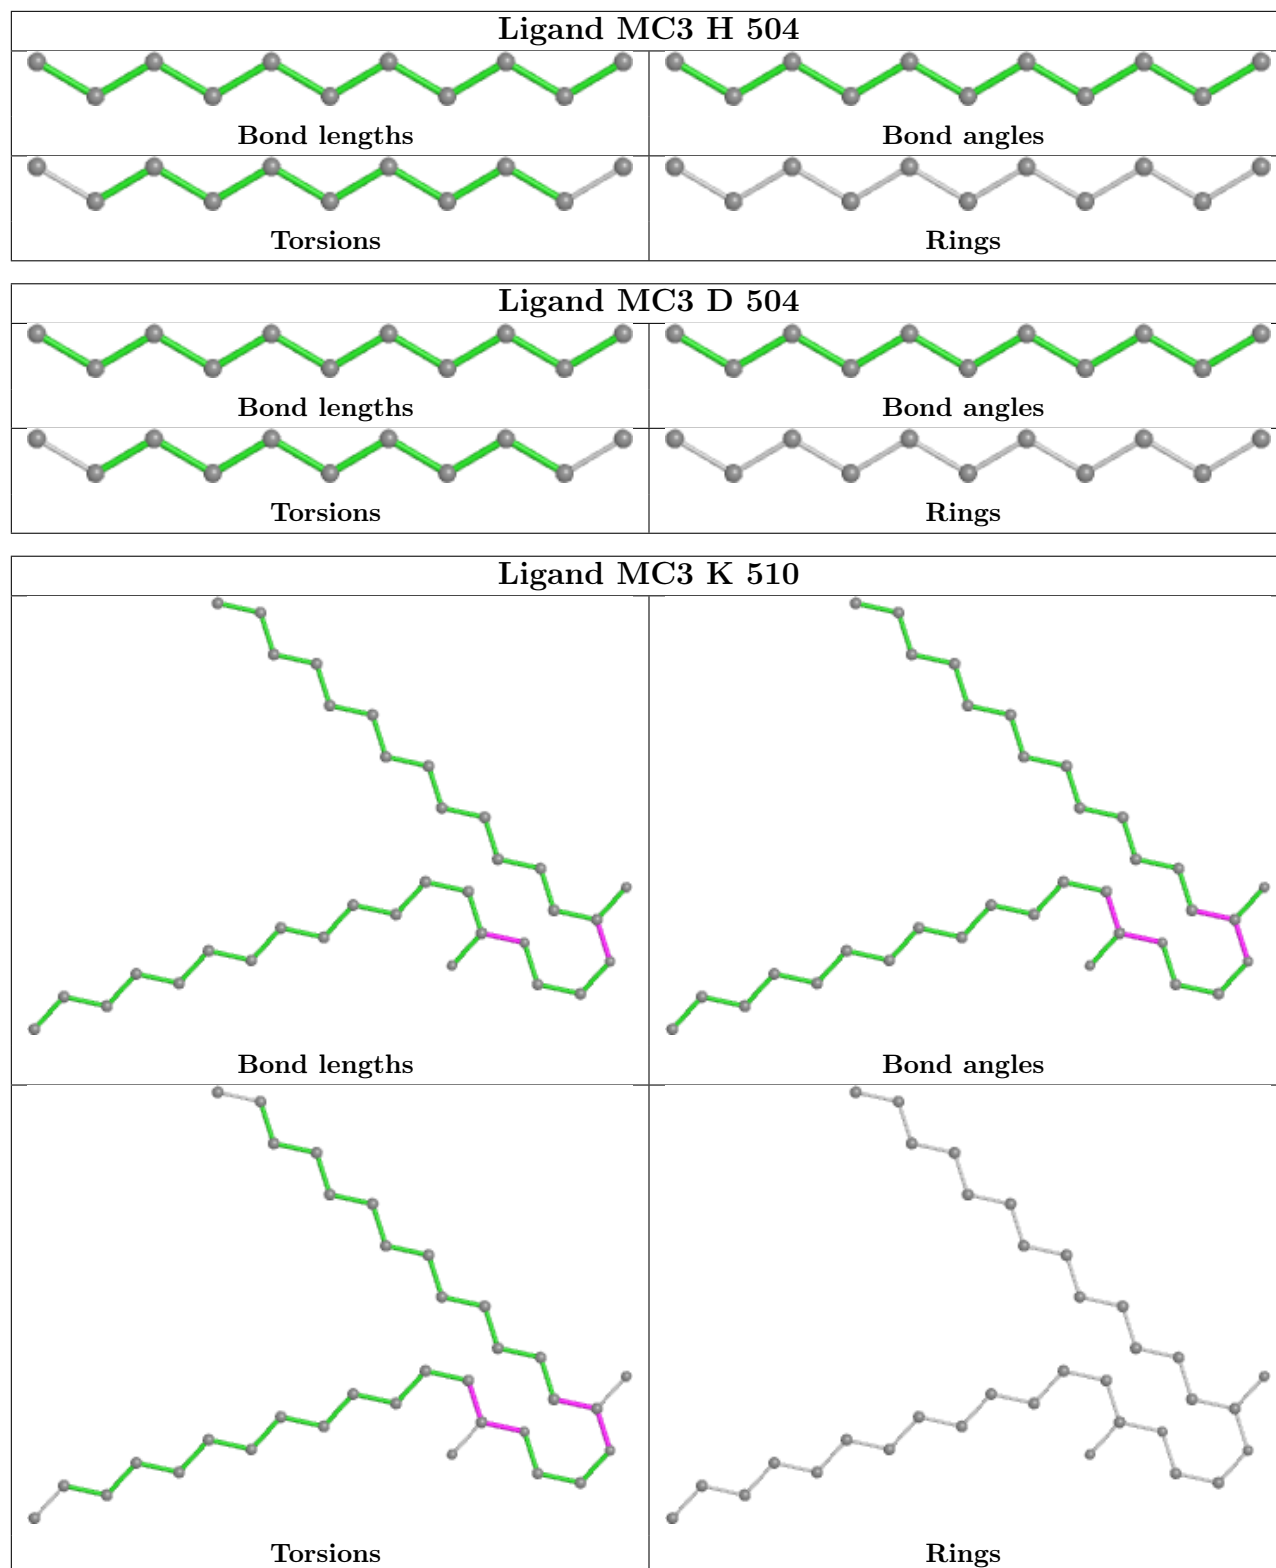 Ligand MC3 H 504
Bond lengths
Bond angles
Torsions
Rings
Ligand MC3 D 504
Bond lengths
Bond angles
Torsions
Rings
Ligand MC3 K 510
Bond lengths
Bond angles
Torsions
Rings